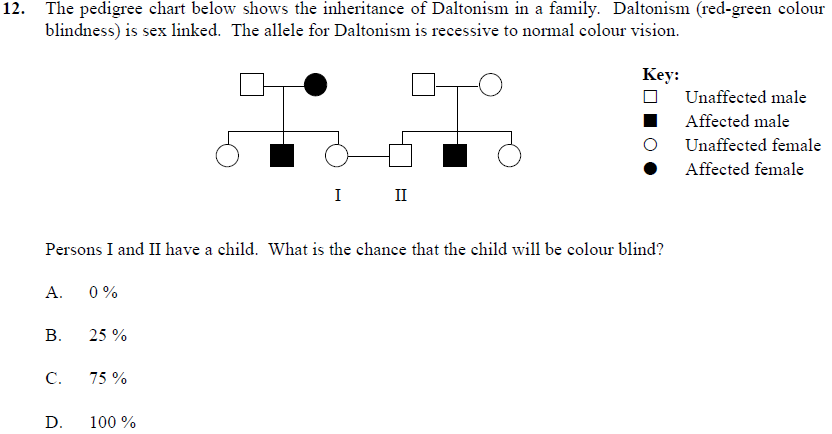 12. The pedigree chart below shows the inheritance of Daltonism in a family. Daltonism (red-green colour
blindness) is sex linked. The allele for Daltonism is recessive to normal colour vision.
Key:
Unaffected male
Affected male
Unaffected female
Affected female
I II
Persons I and II have a child. What is the chance that the child will be colour blind?
A. 0 %
B. 25 %
C. 75 %
D. 100 %